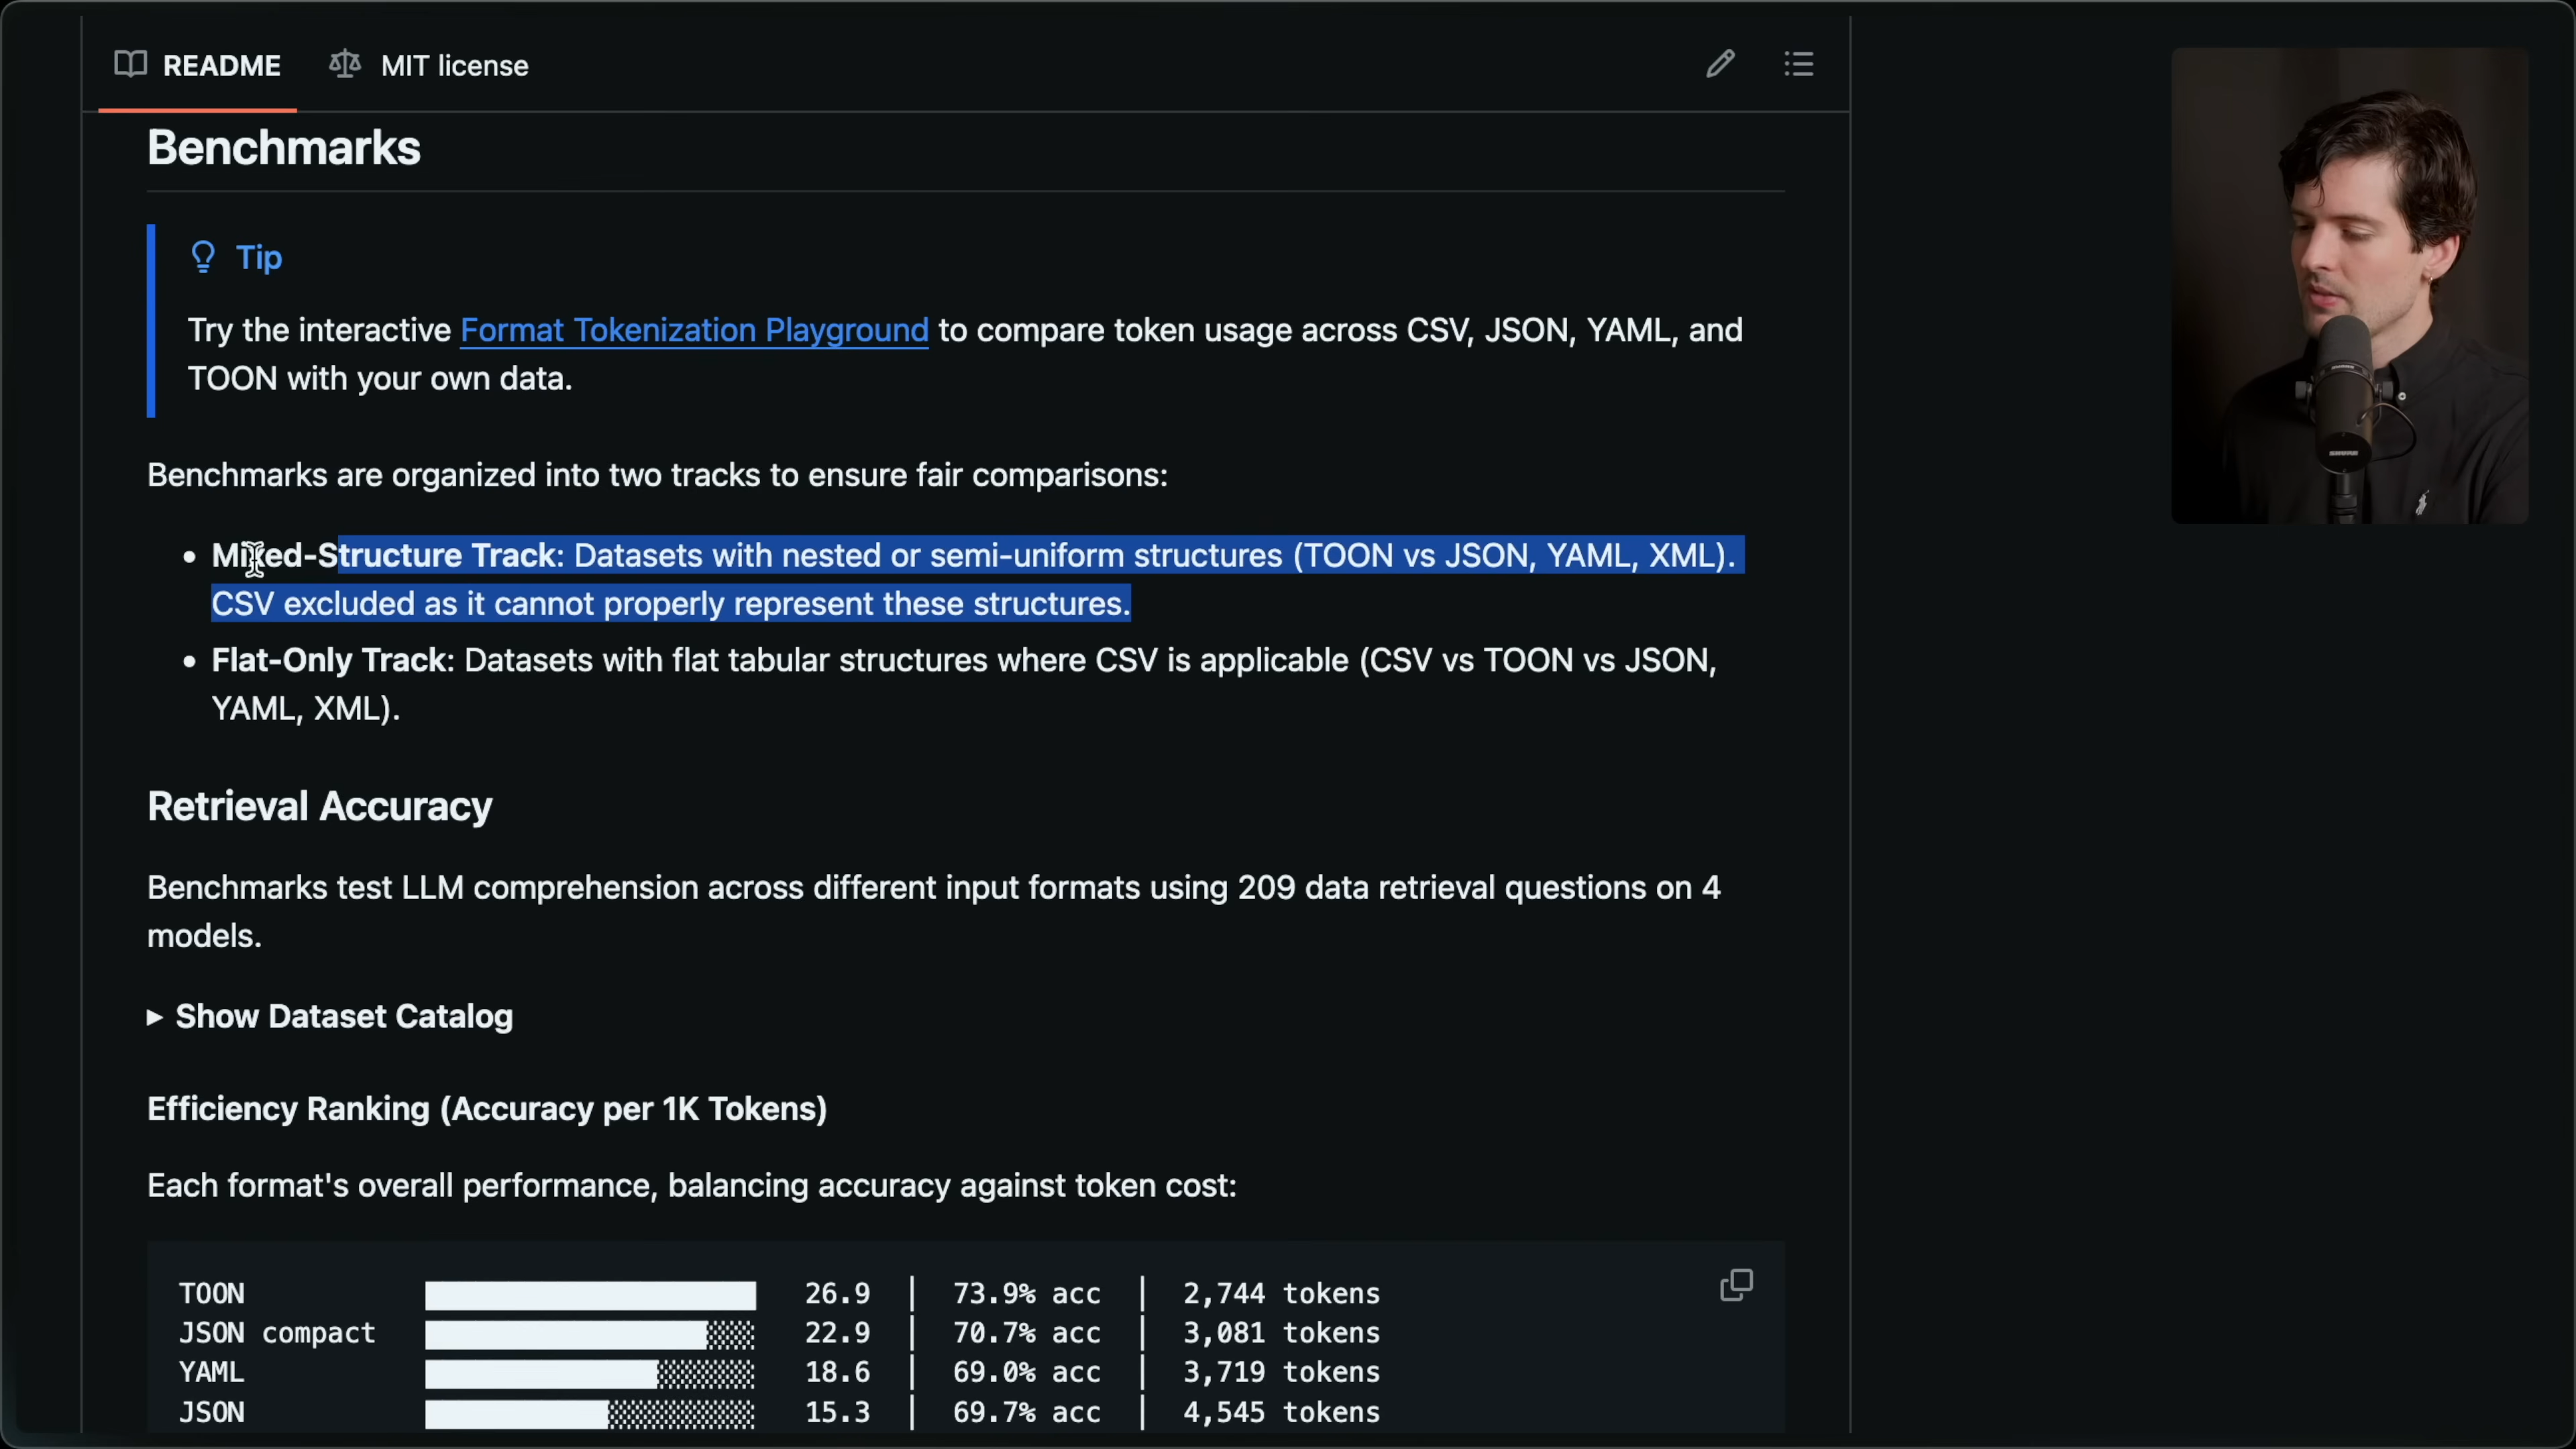 README MIT license
Benchmarks
Tip
Try the interactive Format Tokenization Playground to compare token usage across CSV, JSON, YAML, and
TOON with your own data.
Benchmarks are organized into two tracks to ensure fair comparisons:
• Mixed-Structure Track: Datasets with nested or semi-uniform structures (TOON vs JSON, YAML, XML).
CSV excluded as it cannot properly represent these structures.
• Flat-Only Track: Datasets with flat tabular structures where CSV is applicable (CSV vs TOON vs JSON,
YAML, XML).
Retrieval Accuracy
Benchmarks test LLM comprehension across different input formats using 209 data retrieval questions on 4
models.
Show Dataset Catalog
Efficiency Ranking (Accuracy per 1K Tokens)
Each format's overall performance, balancing accuracy against token cost:
TOON 26.9 | 73.9% acc | 2,744 tokens
JSON compact 22.9 | 70.7% acc | 3,081 tokens
YAML 18.6 | 69.0% acc | 3,719 tokens
JSON 15.3 | 69.7% acc | 4,545 tokens